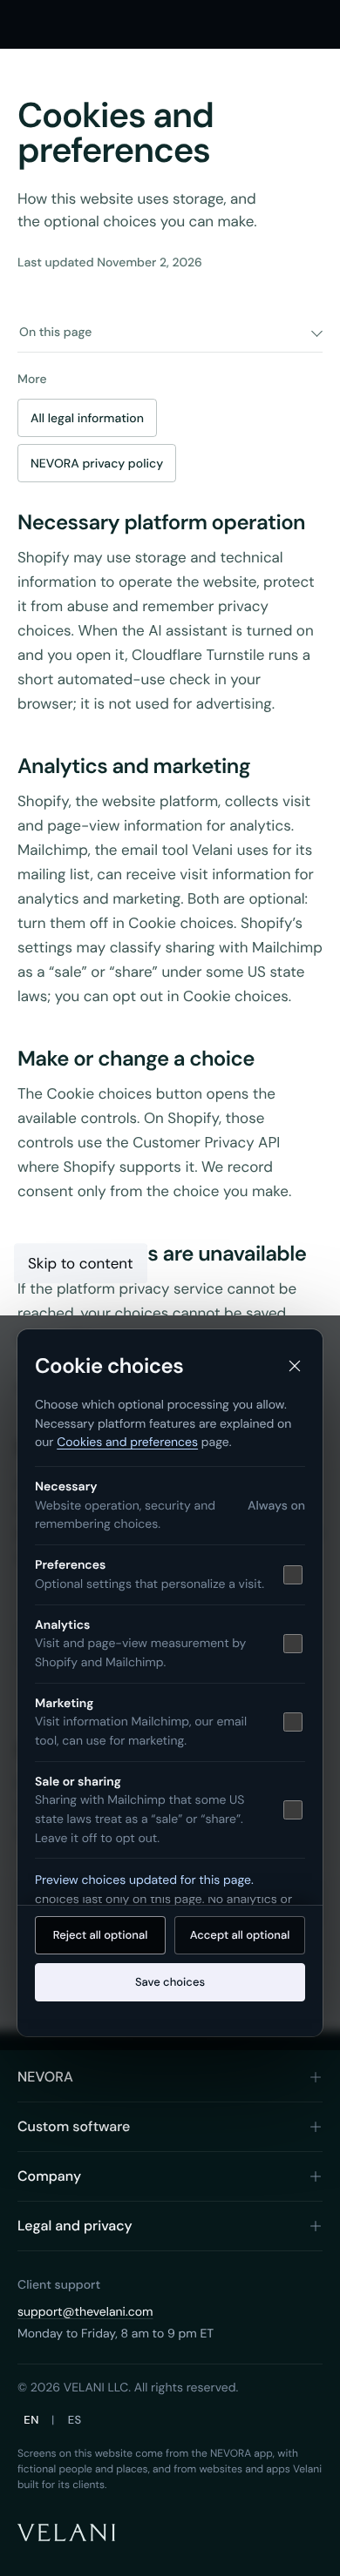 Cookies and
preferences
How this website uses storage, and
the optional choices you can make.
Last updated November 2, 2026
On this page
More
All legal information
NEVORA privacy policy
Necessary platform operation
Shopify may use storage and technical
information to operate the website, protect
it from abuse and remember privacy
choices. When the AI assistant is turned on
and you open it, Cloudflare Turnstile runs a
short automated-use check in your
browser; it is not used for advertising.
Analytics and marketing
Shopify, the website platform, collects visit
and page-view information for analytics.
Mailchimp, the email tool Velani uses for its
mailing list, can receive visit information for
analytics and marketing. Both are optional:
turn them off in Cookie choices. Shopify’s
settings may classify sharing with Mailchimp
as a “sale” or “share” under some US state
laws; you can opt out in Cookie choices.
Make or change a choice
The Cookie choices button opens the
available controls. On Shopify, those
controls use the Customer Privacy API
where Shopify supports it. We record
consent only from the choice you make.
Skip to content
s are unavailable
If the platform privacy service cannot be
reached, your choices cannot be saved
Cookie choices
Choose which optional processing you allow.
Necessary platform features are explained on
our Cookies and preferences page.
Necessary
Website operation, security and
remembering choices.
Always on
Preferences
Optional settings that personalize a visit.
Analytics
Visit and page-view measurement by
Shopify and Mailchimp.
Marketing
Visit information Mailchimp, our email
tool, can use for marketing.
Sale or sharing
Sharing with Mailchimp that some US
state laws treat as a “sale” or “share”.
Leave it off to opt out.
Preview choices updated for this page.
choices last only on this page. No analytics or
Reject all optional
Accept all optional
Save choices
NEVORA
Custom software
Company
Legal and privacy
Client support
support@thevelani.com
Monday to Friday, 8 am to 9 pm ET
© 2026 VELANI LLC. All rights reserved.
EN | ES
Screens on this website come from the NEVORA app, with
fictional people and places, and from websites and apps Velani
built for its clients.
VELANI